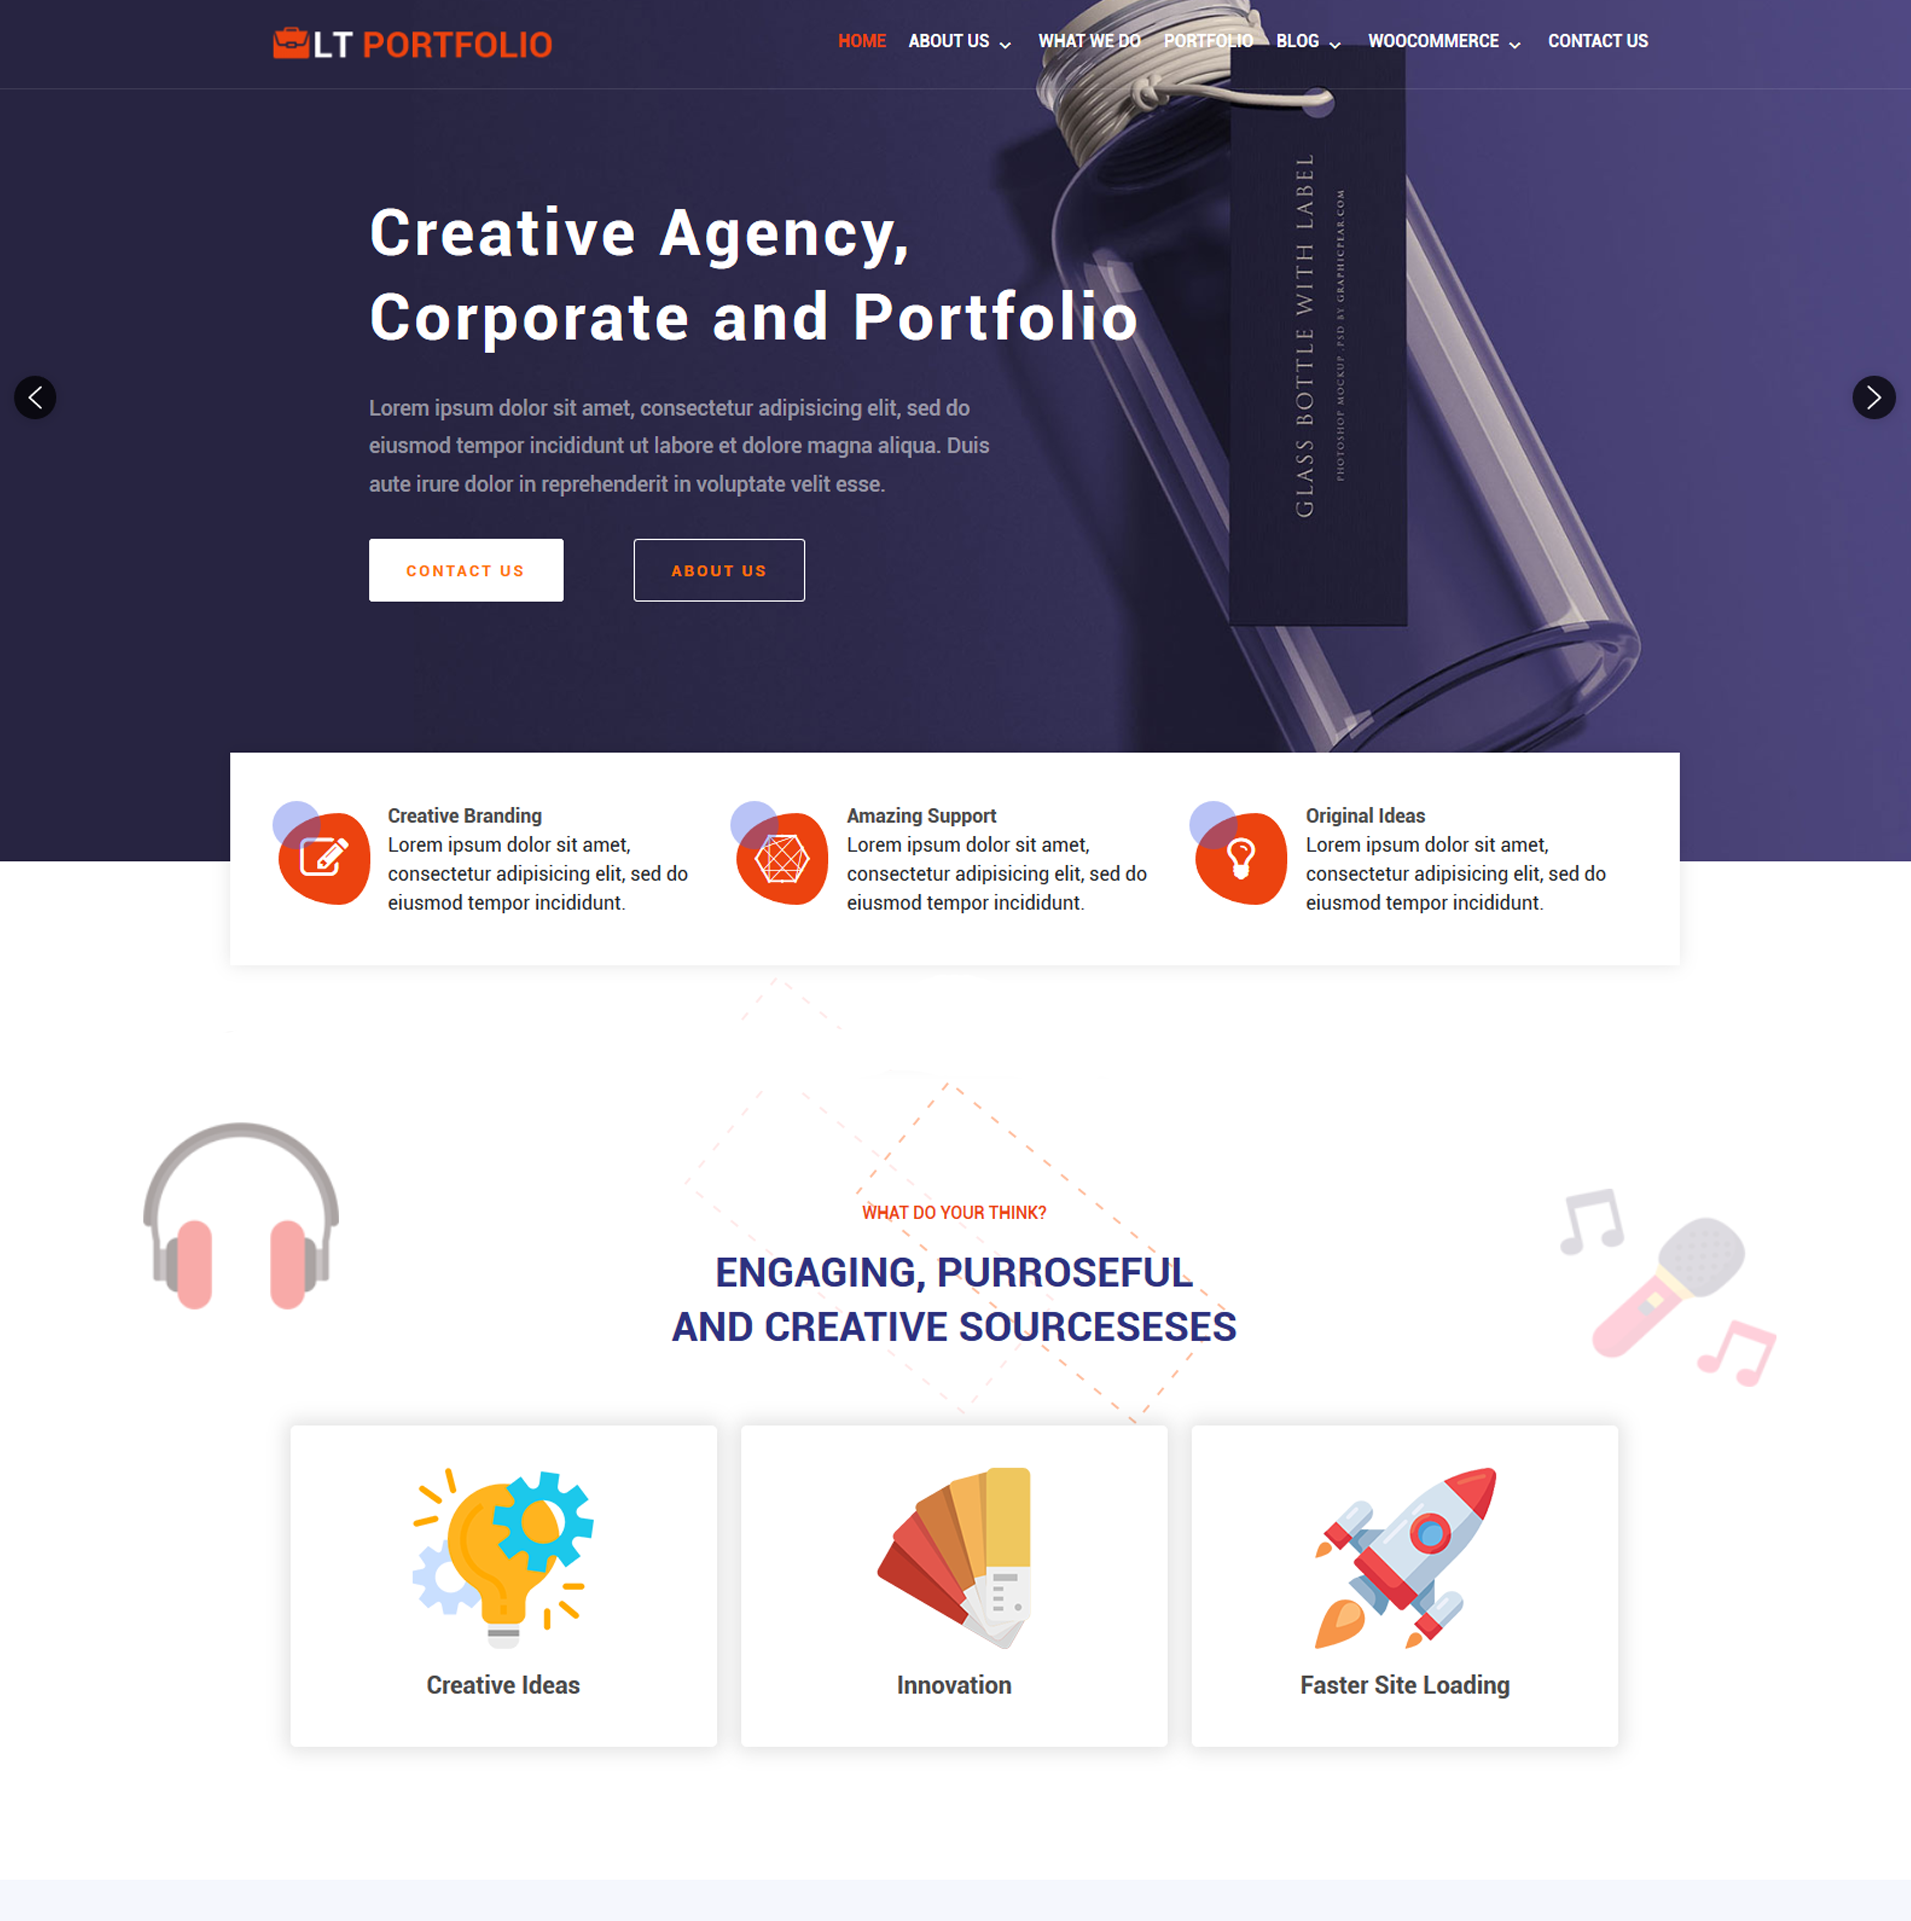 LT PORTFOLIO
HOME ABOUT US WHAT WE DO PORTFOLIO BLOG WOOCOMMERCE CONTACT US
Creative Agency,
Corporate and Portfolio
Lorem ipsum dolor sit amet, consectetur adipisicing elit, sed do
eiusmod tempor incididunt ut labore et dolore magna aliqua. Duis
aute irure dolor in reprehenderit in voluptate velit esse.
CONTACT US
ABOUT US
GLASS BOTTLE WITH LABEL
PHOTOSHOP MOCKUP .PSD BY GRAPHICPEAR.COM
Creative Branding
Lorem ipsum dolor sit amet,
consectetur adipisicing elit, sed do
eiusmod tempor incididunt.
Amazing Support
Lorem ipsum dolor sit amet,
consectetur adipisicing elit, sed do
eiusmod tempor incididunt.
Original Ideas
Lorem ipsum dolor sit amet,
consectetur adipisicing elit, sed do
eiusmod tempor incididunt.
WHAT DO YOUR THINK?
ENGAGING, PURROSEFUL
AND CREATIVE SOURCESESES
Creative Ideas
Innovation
Faster Site Loading